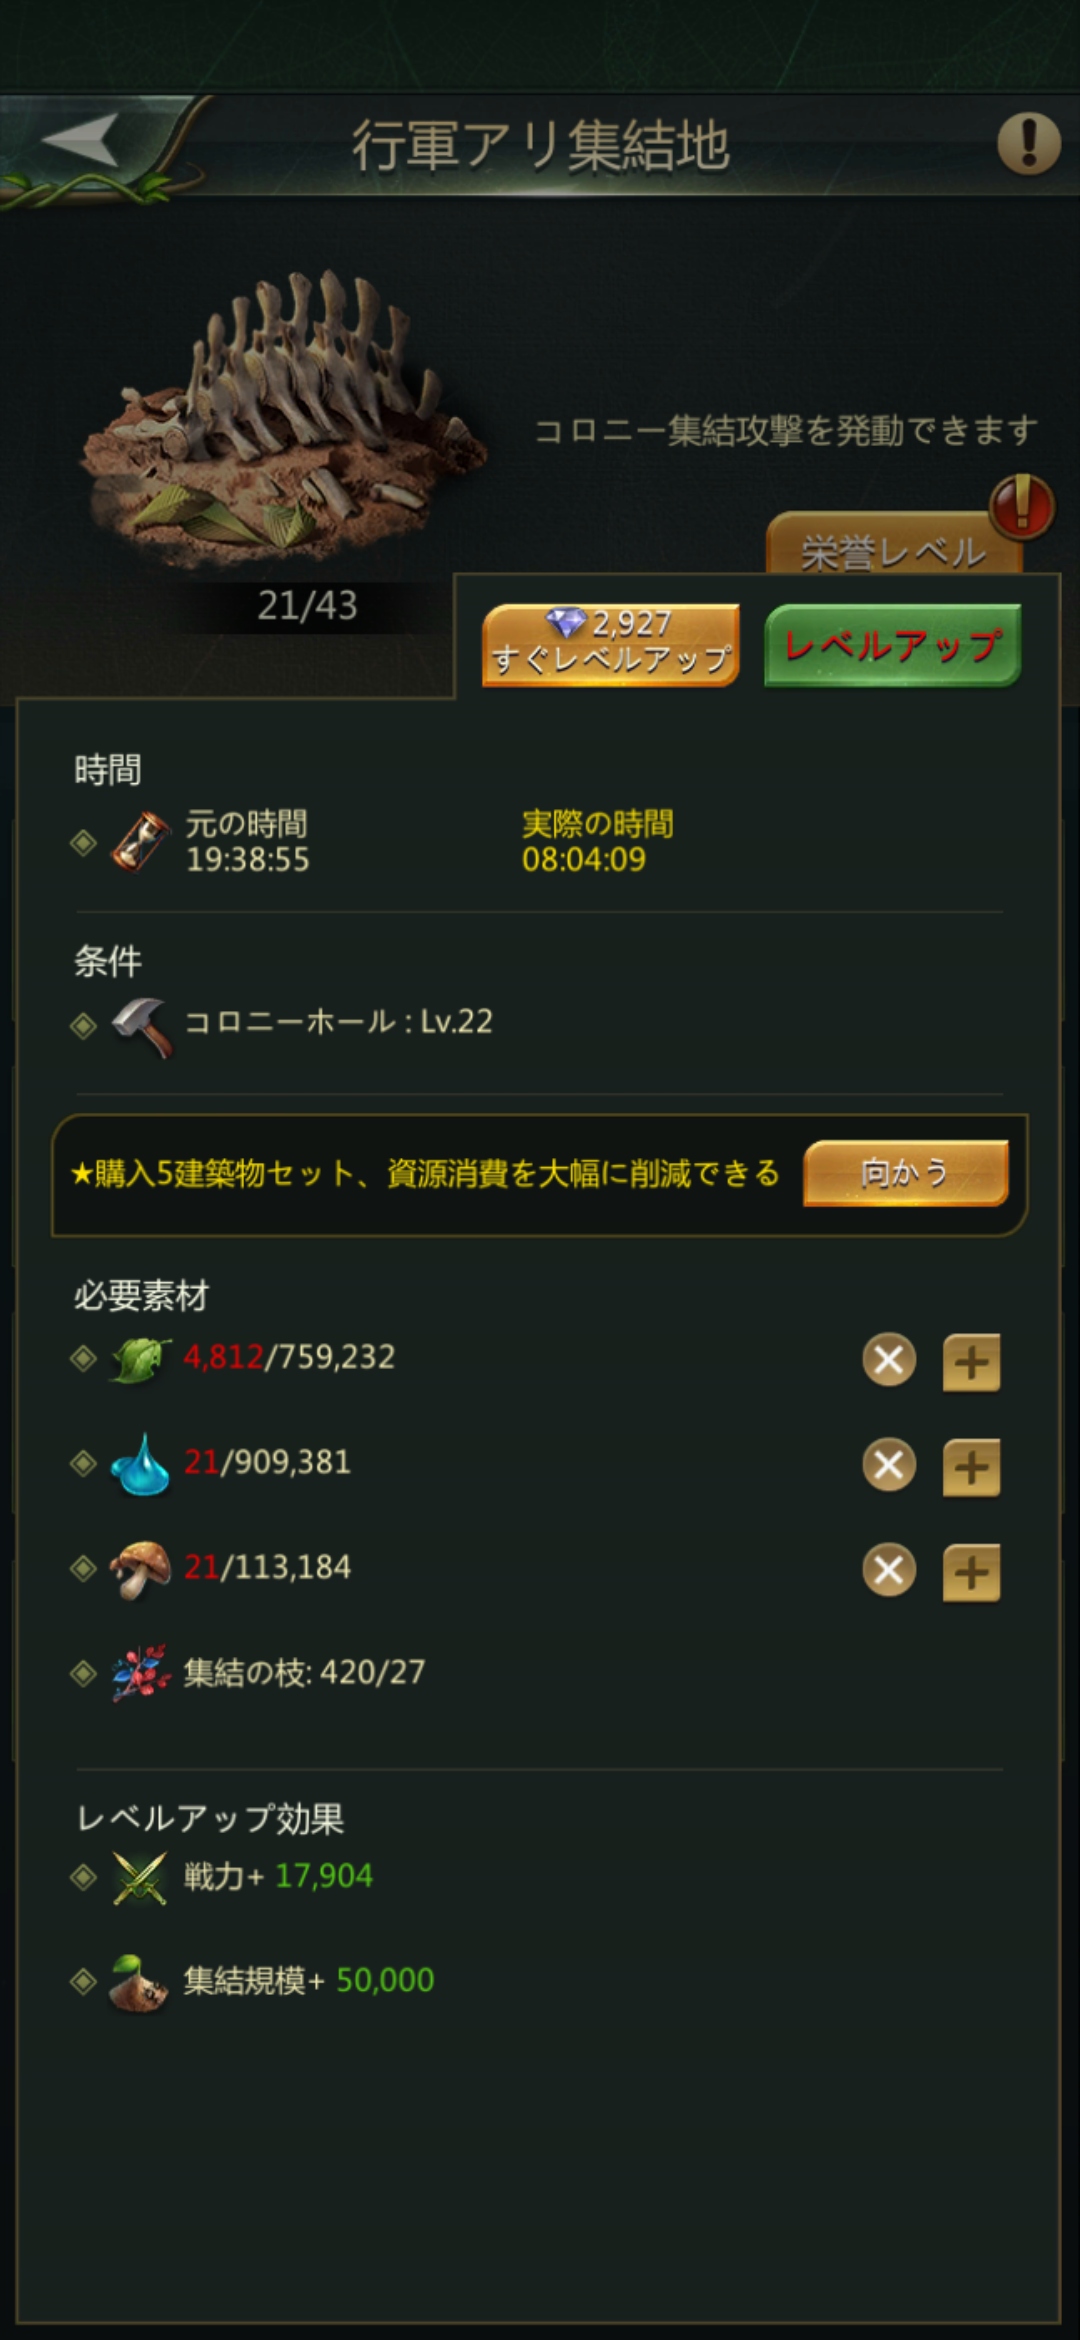 行軍アリ集結地
コロニー集結攻撃を発動できます
栄誉レベル
21/43
2,927
すぐレベルアップ
レベルアップ
時間
元の時間
19:38:55
実際の時間
08:04:09
条件
コロニーホール : Lv.22
★購入5建築物セット、資源消費を大幅に削減できる
向かう
必要素材
4,812/759,232
21/909,381
21/113,184
集結の枝: 420/27
レベルアップ効果
戦力+ 17,904
集結規模+ 50,000